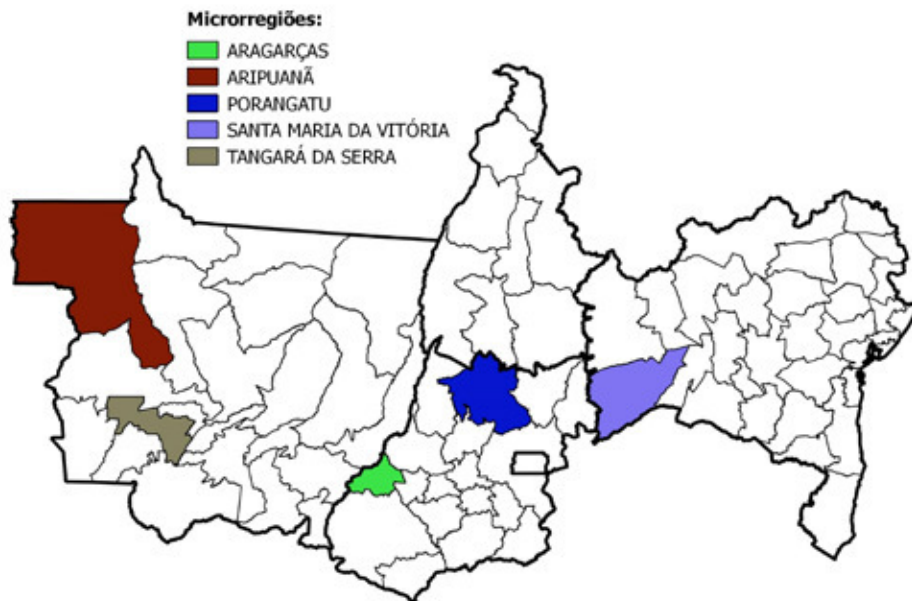 Microrregiões:
ARAGARÇAS
ARIPUANÃ
PORANGATU
SANTA MARIA DA VITÓRIA
TANGARÁ DA SERRA